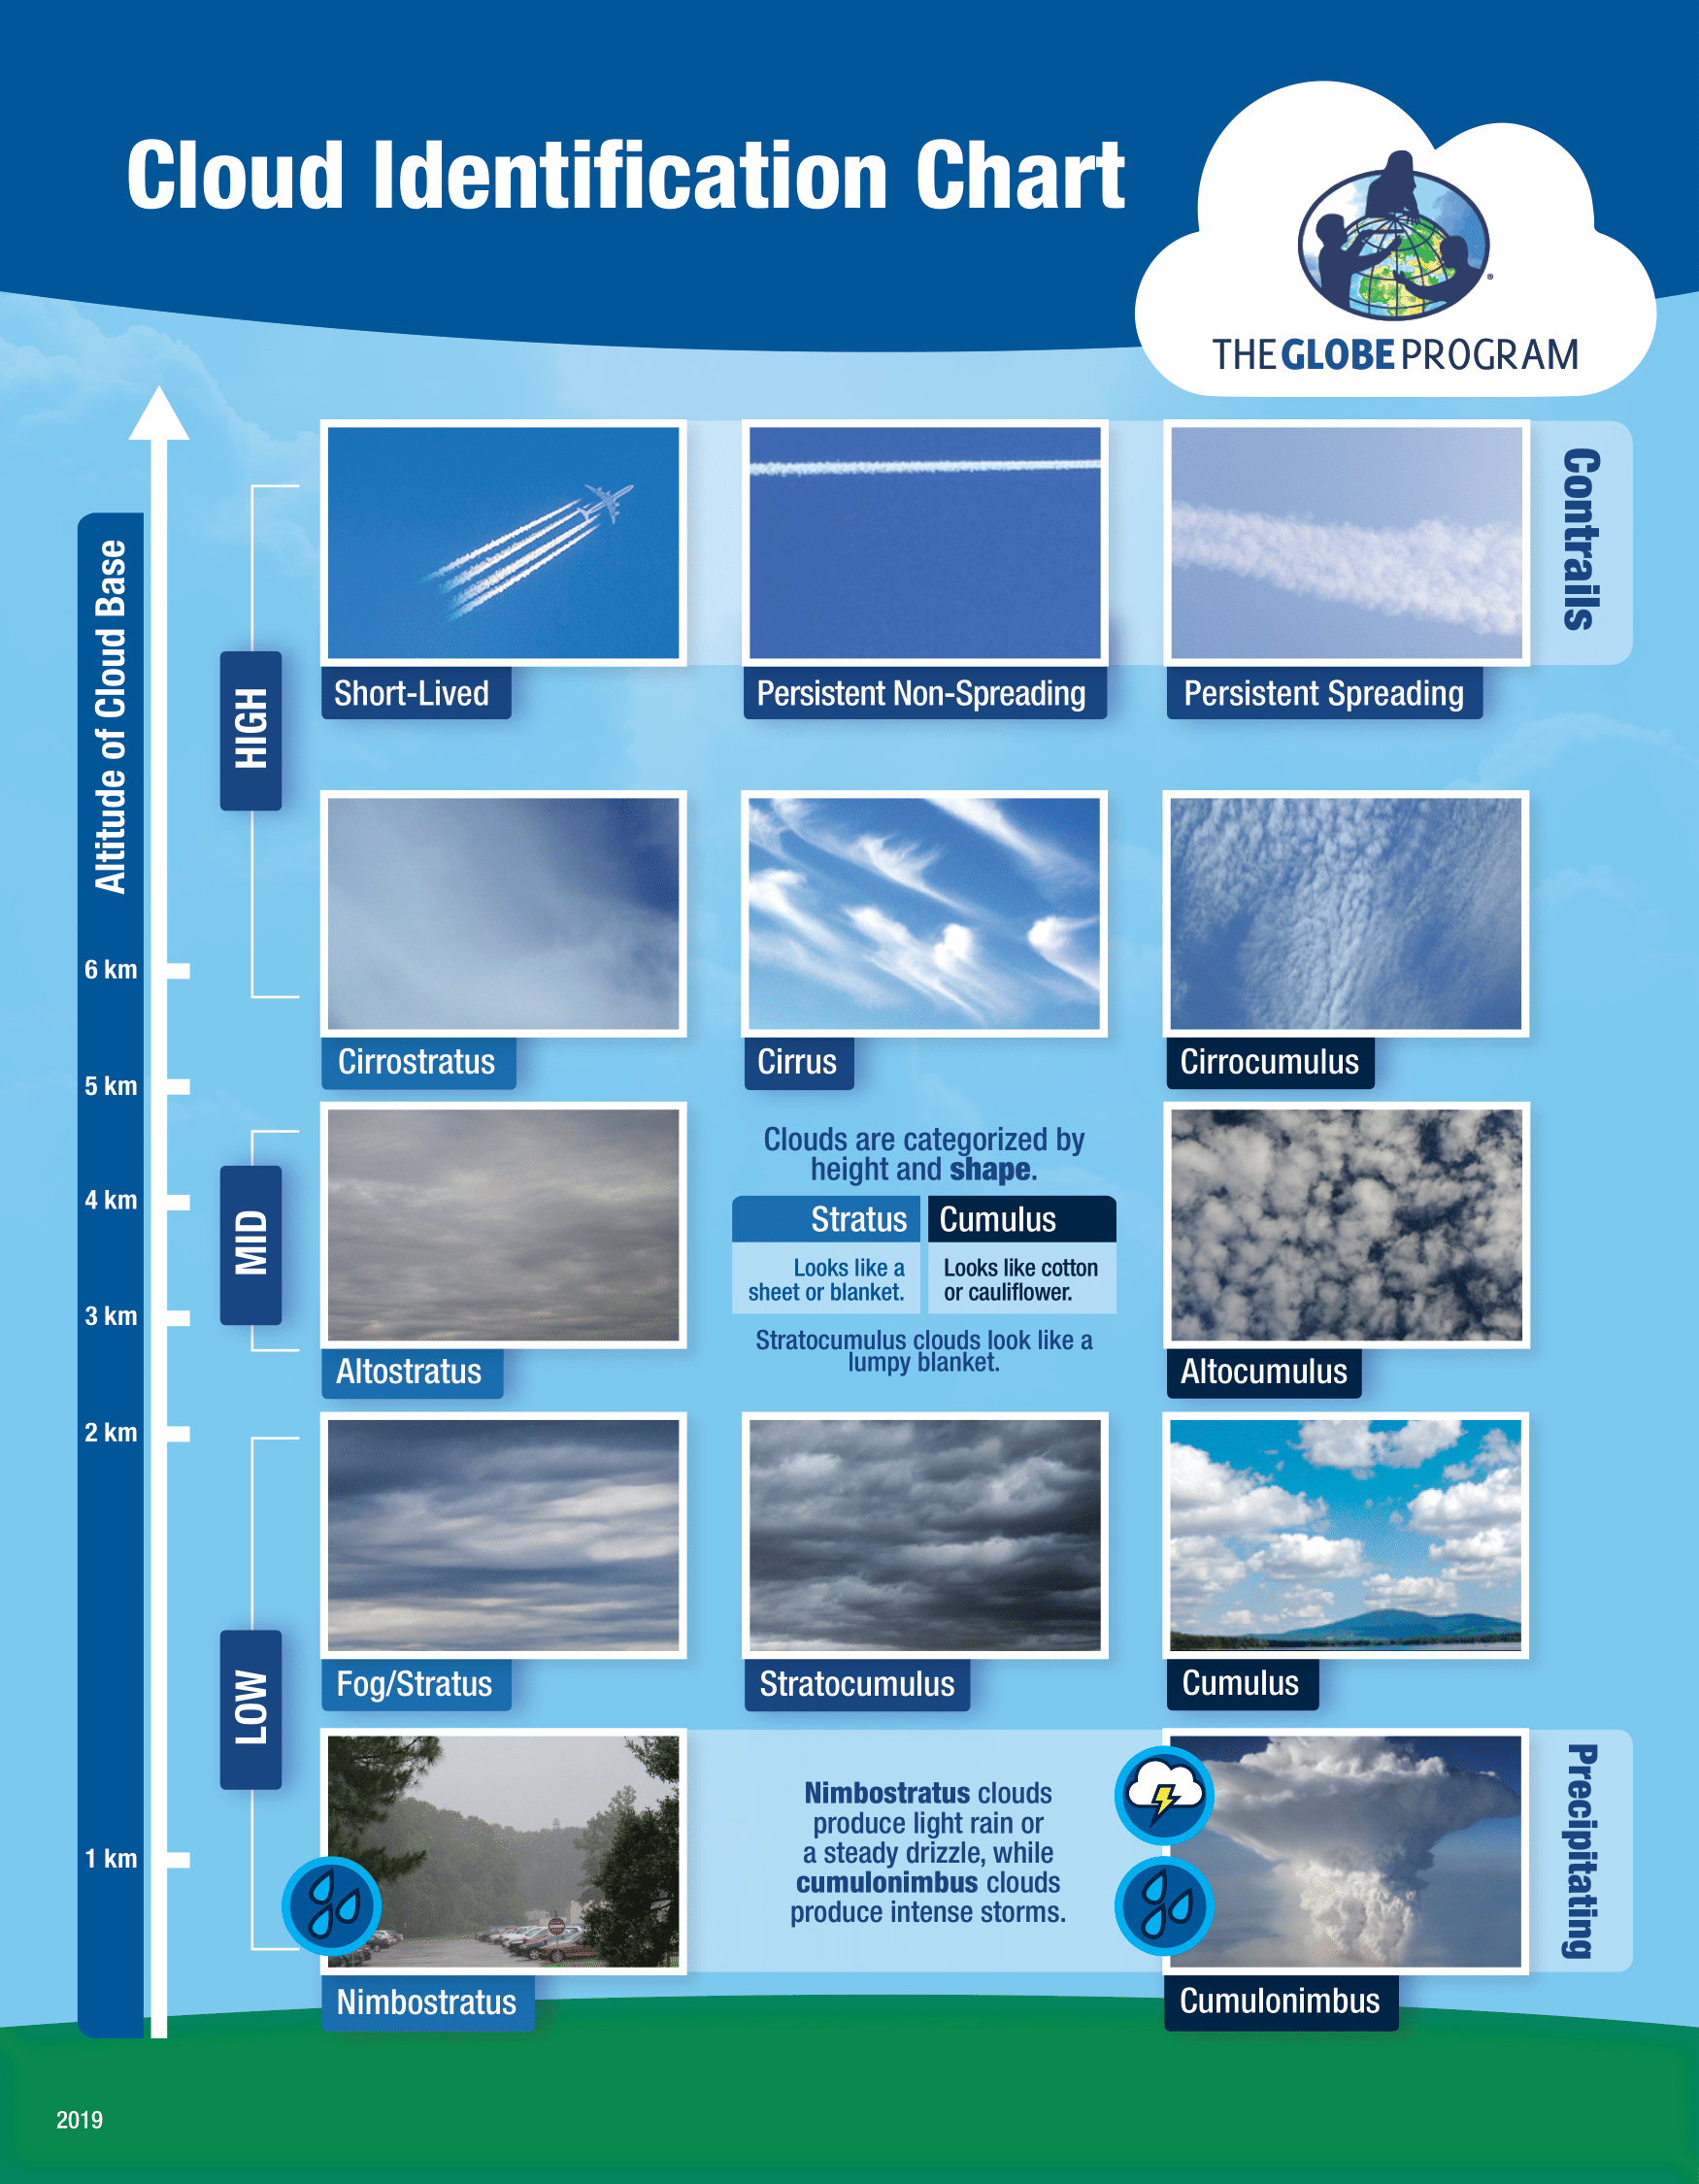 Cloud Identification Chart
THE GLOBE PROGRAM
®
Altitude of Cloud Base
6 km
5 km
4 km
3 km
2 km
1 km
HIGH
Contrails
Short-Lived
Persistent Non-Spreading
Persistent Spreading
Cirrostratus
Cirrus
Cirrocumulus
MID
Clouds are categorized by
height and shape.
Stratus
Looks like a
sheet or blanket.
Cumulus
Looks like cotton
or cauliflower.
Stratocumulus clouds look like a
lumpy blanket.
Altostratus
Altocumulus
LOW
Fog/Stratus
Stratocumulus
Cumulus
Nimbostratus clouds
produce light rain or
a steady drizzle, while
cumulonimbus clouds
produce intense storms.
Precipitating
Nimbostratus
Cumulonimbus
2019